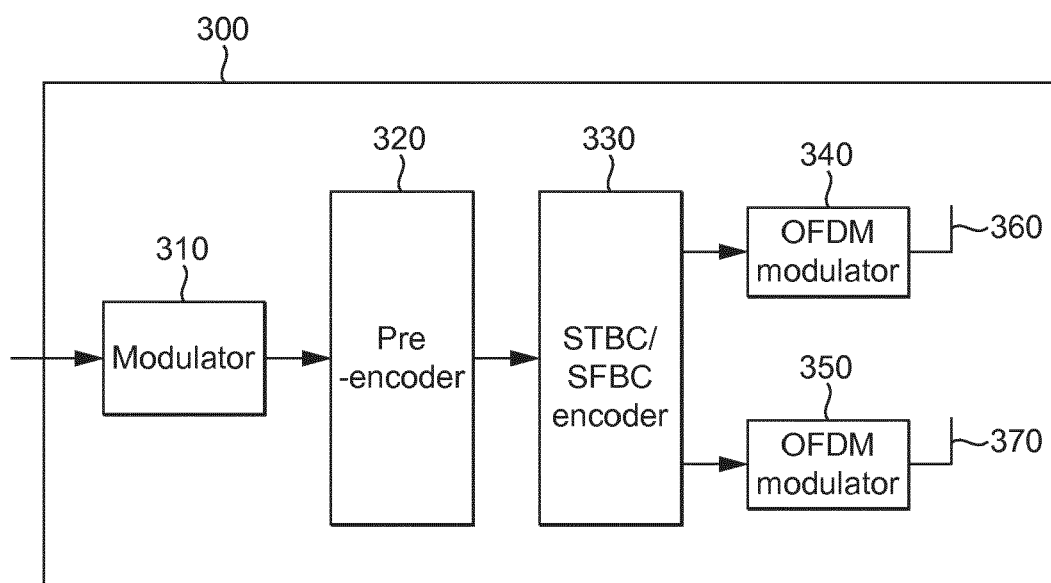 300
320
330
340
360
310
OFDM
modulator
Modulator
Pre
-encoder
STBC/
SFBC
encoder
350
OFDM
modulator
370